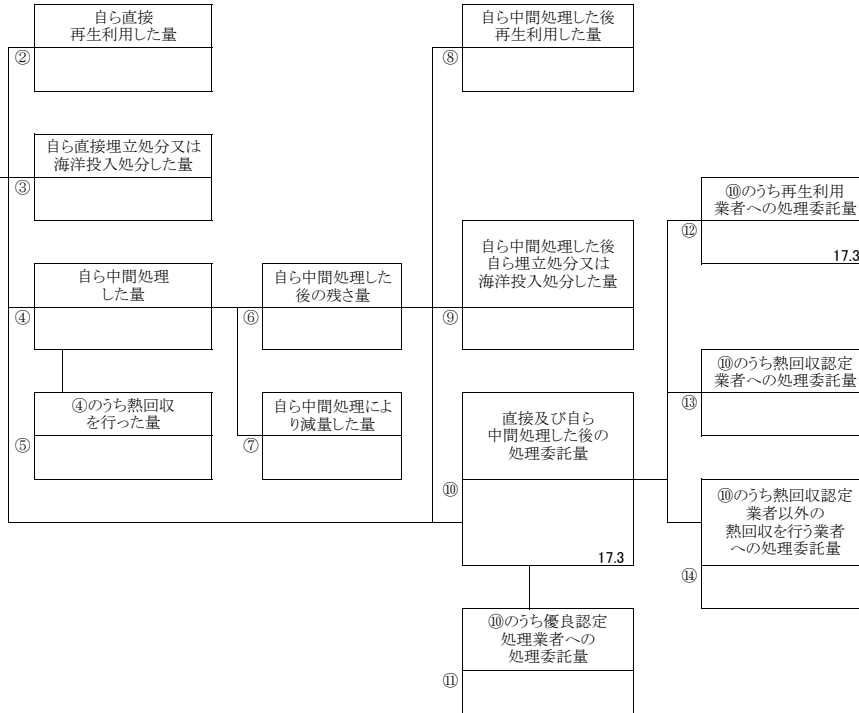 自ら直接
再生利用した量
②
自ら直接埋立処分又は
海洋投入処分した量
③
自ら中間処理
した量
④
④のうち熱回収
を行った量
⑤
自ら中間処理した
後の残さ量
⑥
自ら中間処理によ
り減量した量
⑦
自ら中間処理した後
再生利用した量
⑧
自ら中間処理した後
自ら埋立処分又は
海洋投入処分した量
⑨
直接及び自ら
中間処理した後の
処理委託量
⑩
17.3
⑩のうち優良認定
処理業者への
処理委託量
⑪
⑩のうち再生利用
業者への処理委託量
⑫
17.3
⑩のうち熱回収認定
業者への処理委託量
⑬
⑩のうち熱回収認定
業者以外の
熱回収を行う業者
への処理委託量
⑭